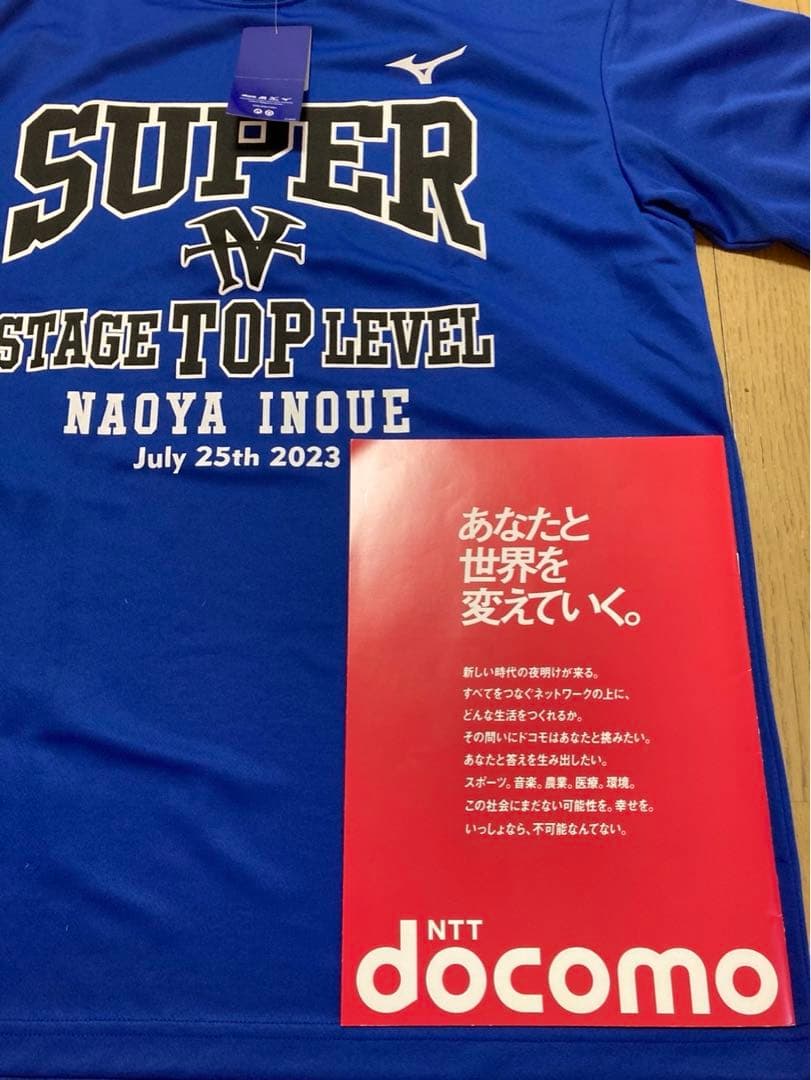 SUPER
STAGE TOP LEVEL
NAOYA INOUE
July 25th 2023
あなたと
世界を
変えていく。
新しい時代の夜明けが来る。
すべてをつなぐネットワークの上に、
どんな生活をつくれるか。
その問いにドコモはあなたと挑みたい。
あなたと答えを生み出したい。
スポーツ。音楽。農業。医療。環境。
この社会にまだない可能性を。幸せを。
いっしょなら、不可能なんてない。
NTT
docomo